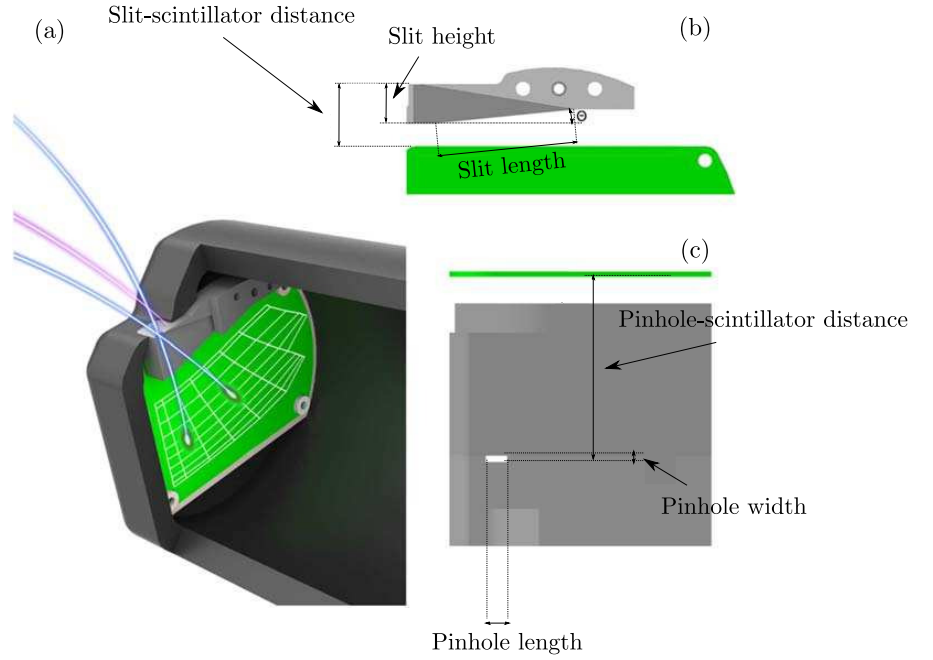 Slit-scintillator distance
(a)
Slit height
(b)
Θ
Slit length
(c)
Pinhole-scintillator distance
Pinhole width
Pinhole length